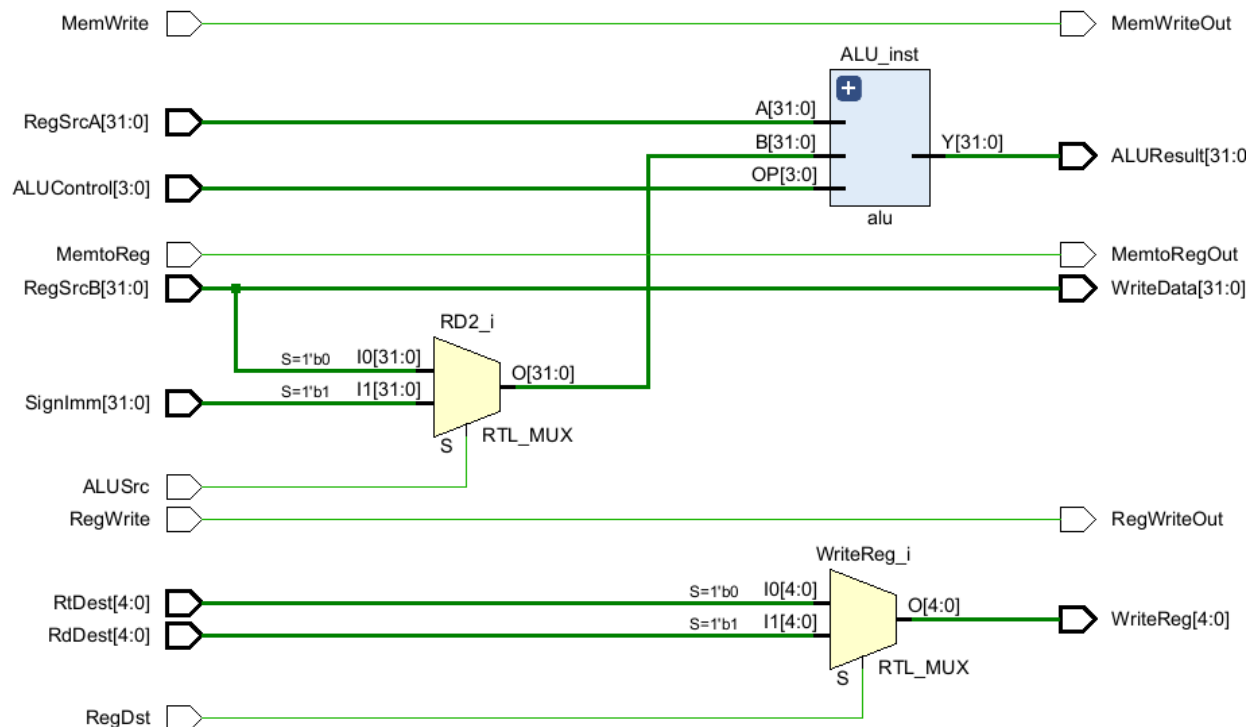 MemWrite
MemWriteOut
ALU_inst
RegSrcA[31:0]
A[31:0]
B[31:0]
Y[31:0]
ALUResult[31:0
ALUControl[3:0]
OP[3:0]
alu
MemtoReg
MemtoRegOut
RegSrcB[31:0]
WriteData[31:0]
RD2_i
S=1'b0
I0[31:0]
O[31:0]
SignImm[31:0]
S=1'b1
I1[31:0]
S
RTL_MUX
ALUSrc
RegWrite
RegWriteOut
WriteReg_i
RtDest[4:0]
S=1'b0
I0[4:0]
O[4:0]
WriteReg[4:0]
RdDest[4:0]
S=1'b1
I1[4:0]
S
RTL_MUX
RegDst